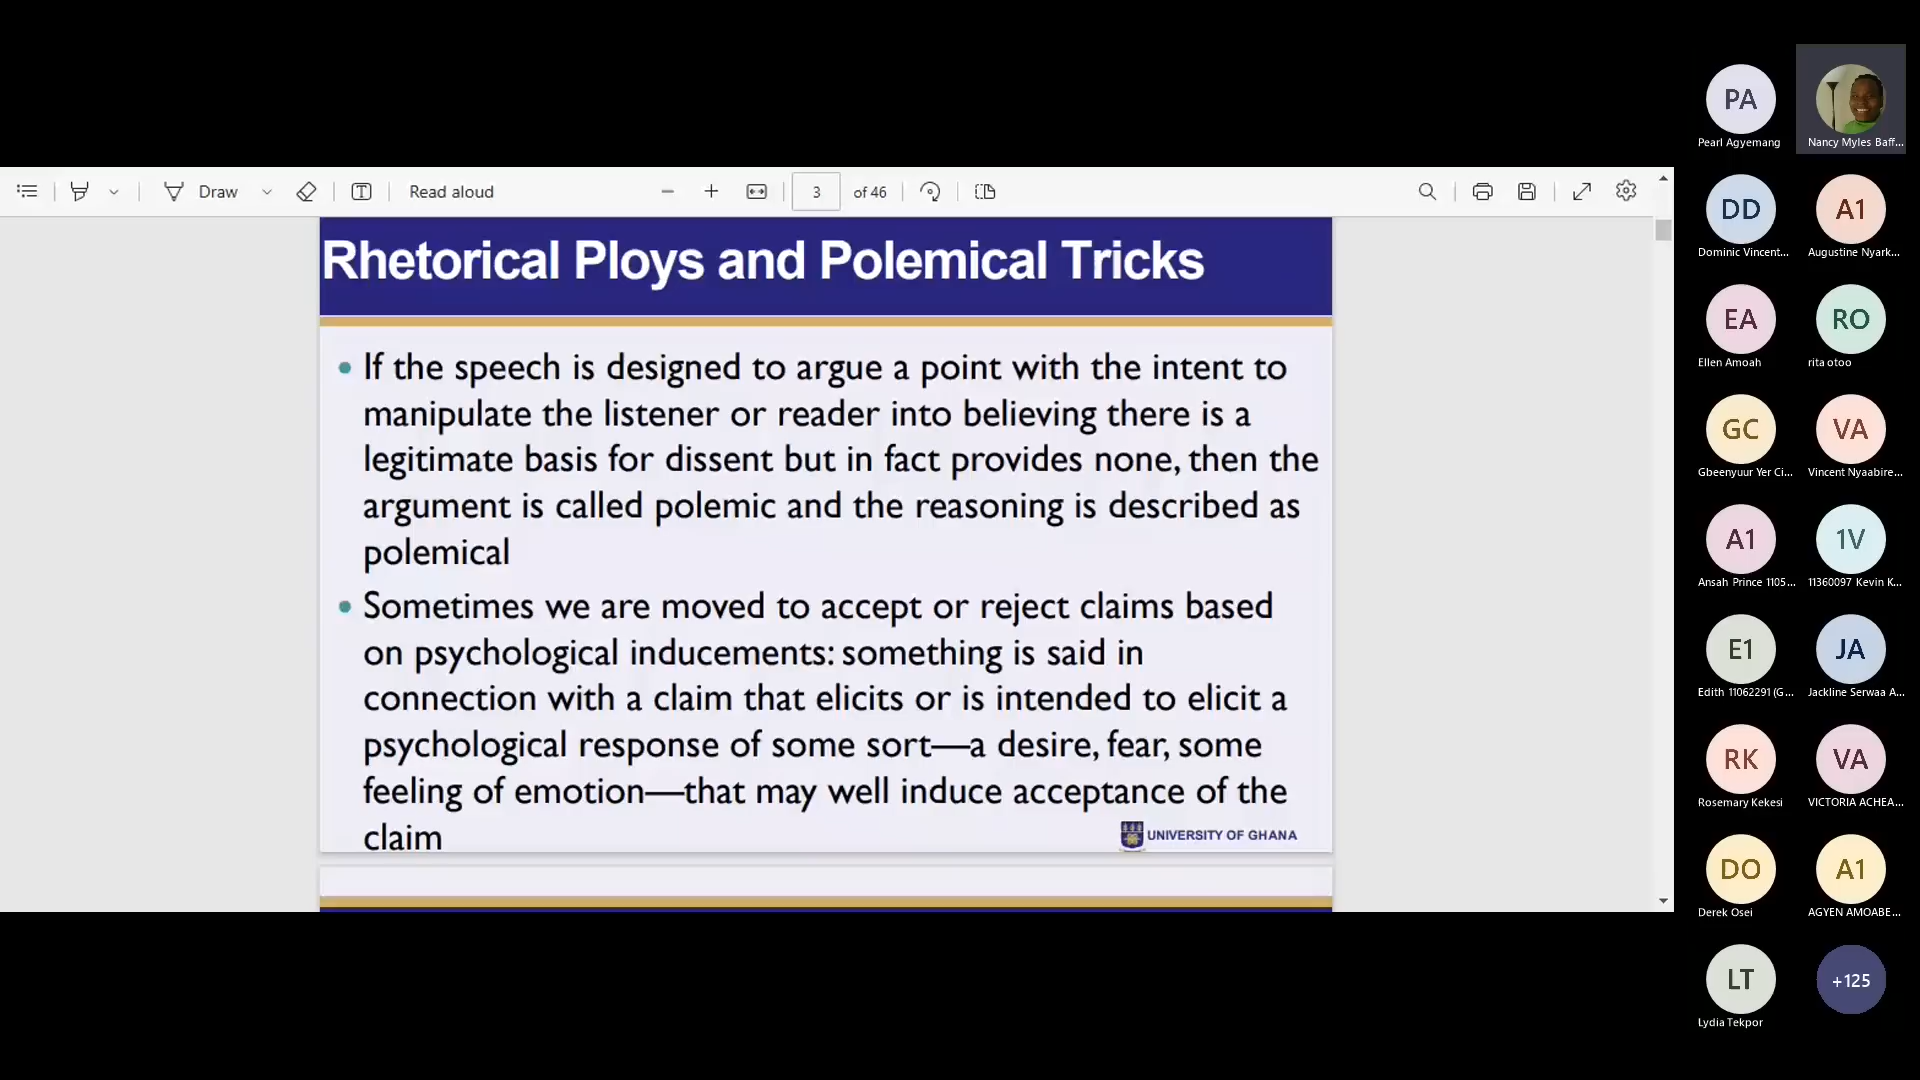 Draw
Read aloud
3
of 46
Rhetorical Ploys and Polemical Tricks
• If the speech is designed to argue a point with the intent to
manipulate the listener or reader into believing there is a
legitimate basis for dissent but in fact provides none, then the
argument is called polemic and the reasoning is described as
polemical
• Sometimes we are moved to accept or reject claims based
on psychological inducements: something is said in
connection with a claim that elicits or is intended to elicit a
psychological response of some sort—a desire, fear, some
feeling of emotion—that may well induce acceptance of the
claim
UNIVERSITY OF GHANA
PA
Pearl Agyemang
Nancy Myles Baff...
DD
Dominic Vincent...
A1
Augustine Nyark...
EA
Ellen Amoah
RO
rita otoo
GC
Gbeenyuur Yer Ci...
VA
Vincent Nyaabire...
A1
Ansah Prince 1105...
1V
11360097 Kevin K...
E1
Edith 11062291 (G...
JA
Jackline Serwaa A...
RK
Rosemary Kekesi
VA
VICTORIA ACHEA...
DO
Derek Osei
A1
AGYEN AMOABE...
LT
Lydia Tekpor
+125